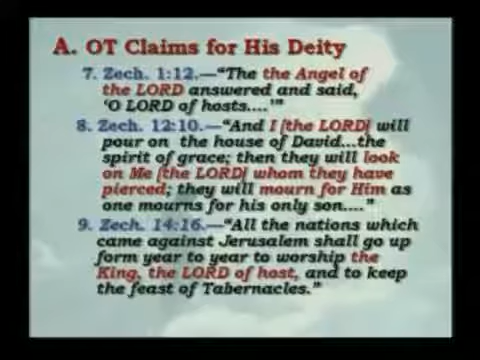 A. OT Claims for His Deity
7. Zech. 1:12.—“The the Angel of
the LORD answered and said,
‘O LORD of hosts....’”
8. Zech. 12:10.—“And I [the LORD] will
pour on the house of David...the
spirit of grace; then they will look
on Me [the LORD] whom they have
pierced; they will mourn for Him as
one mourns for his only son....”
9. Zech. 14:16.—“All the nations which
came against Jerusalem shall go up
form year to year to worship the
King, the LORD of host, and to keep
the feast of Tabernacles.”